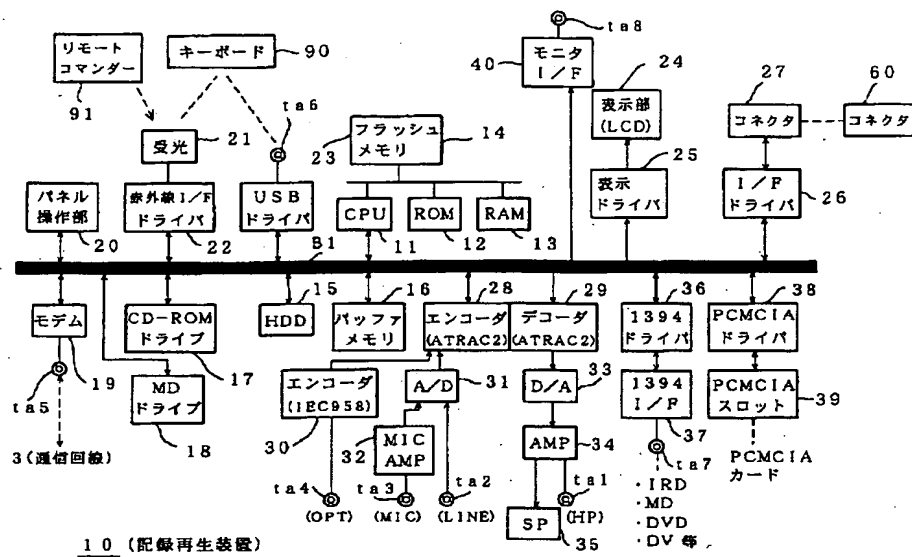 ta8
リモート
コマンダー
91
キーボード
90
40
モニタ
I/F
24
表示部
(LCD)
27
コネクタ
60
コネクタ
ta6
受光
21
23
フラッシュ
メモリ
14
25
パネル
操作部
20
赤外線I/F
ドライバ
22
USB
ドライバ
CPU
11
ROM
12
RAM
13
表示
ドライバ
I/F
ドライバ
26
B1
モデム
19
CD-ROM
ドライブ
17
15
HDD
16
バッファ
メモリ
28
エンコーダ
(ATRAC2)
29
デコーダ
(ATRAC2)
36
1394
ドライバ
38
PCMCIA
ドライバ
ta5
MD
ドライブ
18
エンコーダ
(IEC958)
30
A/D
31
D/A
33
1394
I/F
37
PCMCIA
スロット
39
32
MIC
AMP
AMP
34
3(通信回線)
ta4
(OPT)
ta3
(MIC)
ta2
(LINE)
SP
35
ta1
(HP)
ta7
・IRD
・MD
・DVD
・DV等
PCMCIA
カード
10 (記録再生装置)